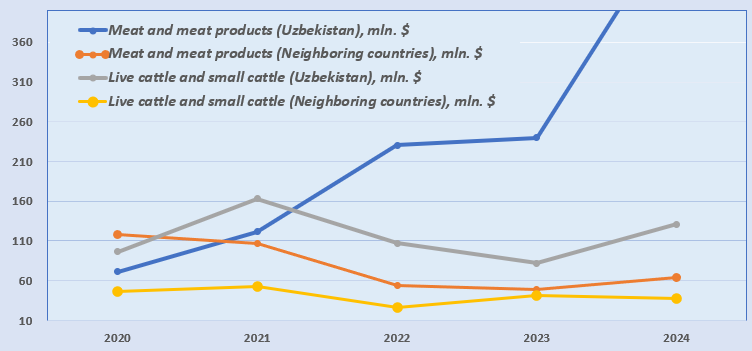 Meat and meat products (Uzbekistan), mln. $
Meat and meat products (Neighboring countries), mln. $
Live cattle and small cattle (Uzbekistan), mln. $
Live cattle and small cattle (Neighboring countries), mln. $
360
310
260
210
160
110
60
10
2020 2021 2022 2023 2024